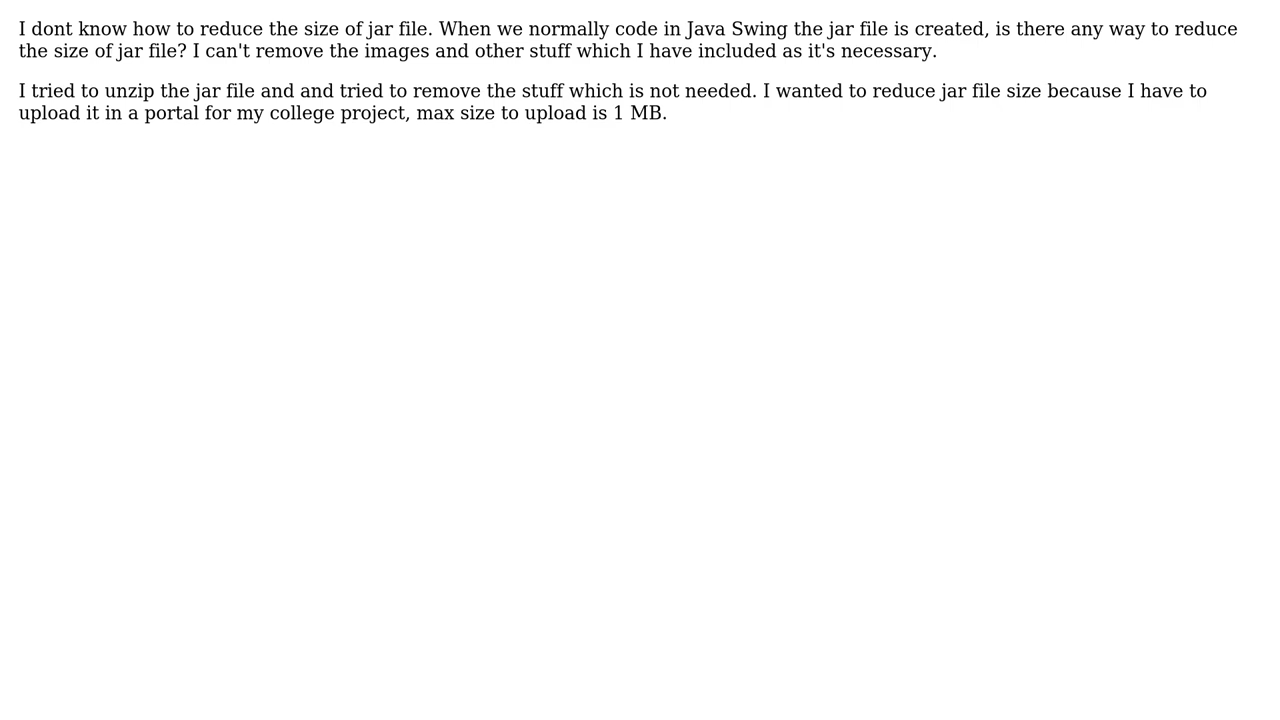 I dont know how to reduce the size of jar file. When we normally code in Java Swing the jar file is created, is there any way to reduce
the size of jar file? I can't remove the images and other stuff which I have included as it's necessary.
I tried to unzip the jar file and and tried to remove the stuff which is not needed. I wanted to reduce jar file size because I have to
upload it in a portal for my college project, max size to upload is 1 MB.